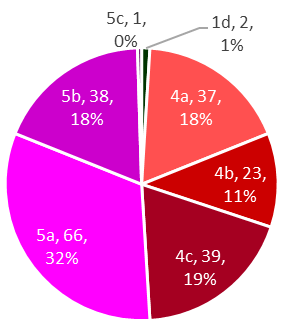 5c, 1,
0%
1d, 2,
1%
5b, 38,
18%
4a, 37,
18%
4b, 23,
11%
5a, 66,
32%
4c, 39,
19%